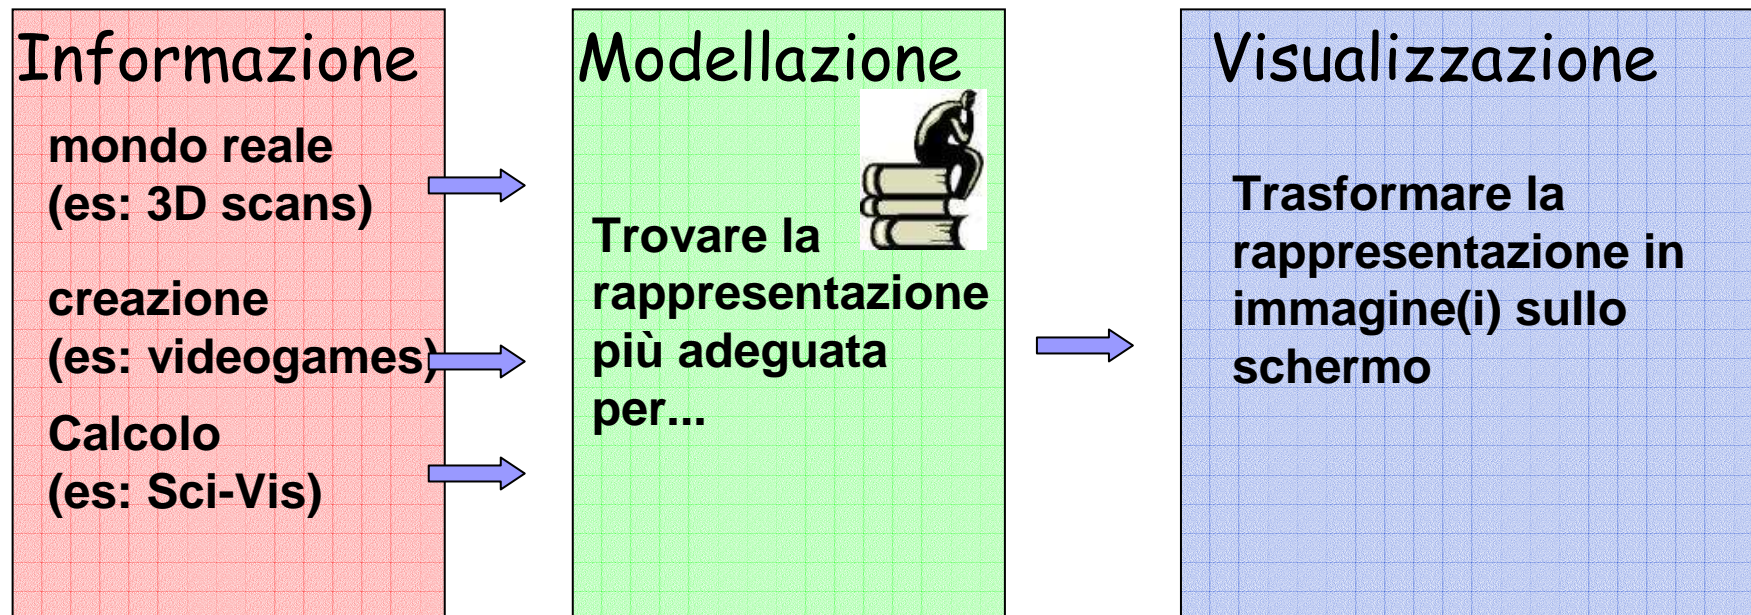 Informazione
mondo reale
(es: 3D scans)
creazione
(es: videogames)
Calcolo
(es: Sci-Vis)
Modellazione
Trovare la
rappresentazione
più adeguata
per...
Visualizzazione
Trasformare la
rappresentazione in
immagine(i) sullo
schermo